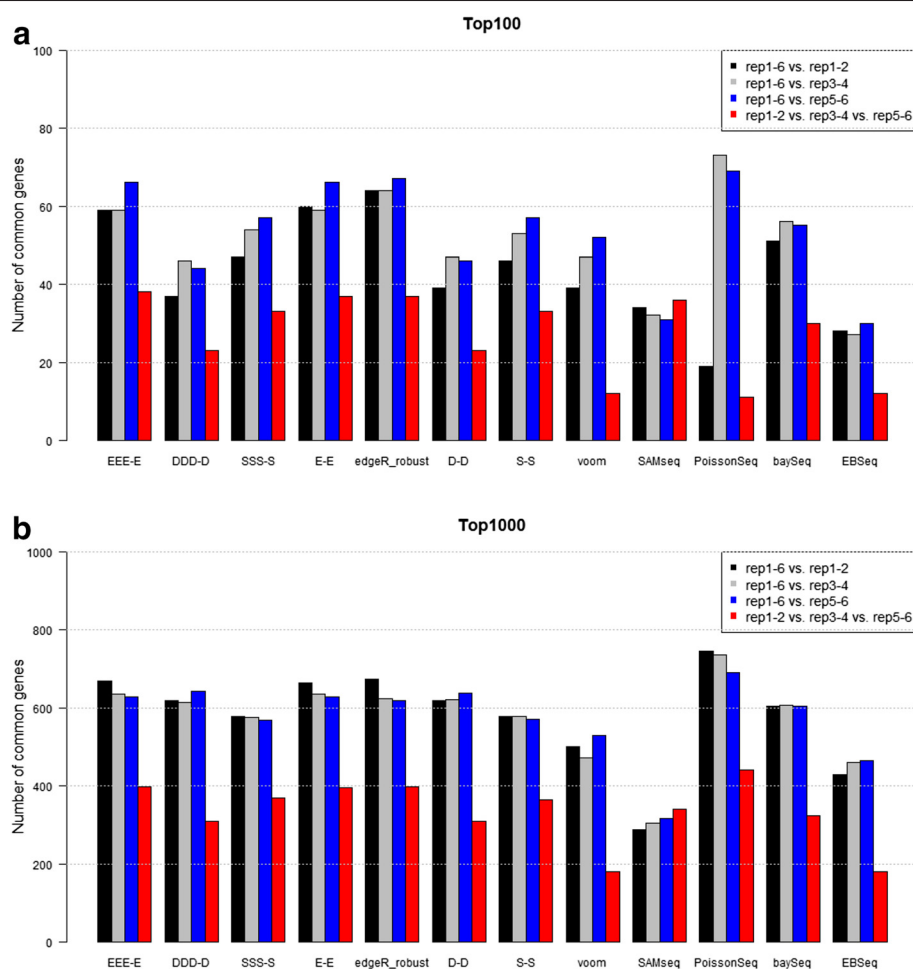 a
Top100
100
80
60
40
20
0
Number of common genes
rep1-6 vs. rep1-2
rep1-6 vs. rep3-4
rep1-6 vs. rep5-6
rep1-2 vs. rep3-4 vs. rep5-6
EEE-E DDD-D SSS-S E-E edgeR_robust D-D S-S voom SAMseq PoissonSeq baySeq EBSeq
b
Top1000
1000
800
600
400
200
0
Number of common genes
rep1-6 vs. rep1-2
rep1-6 vs. rep3-4
rep1-6 vs. rep5-6
rep1-2 vs. rep3-4 vs. rep5-6
EEE-E DDD-D SSS-S E-E edgeR_robust D-D S-S voom SAMseq PoissonSeq baySeq EBSeq